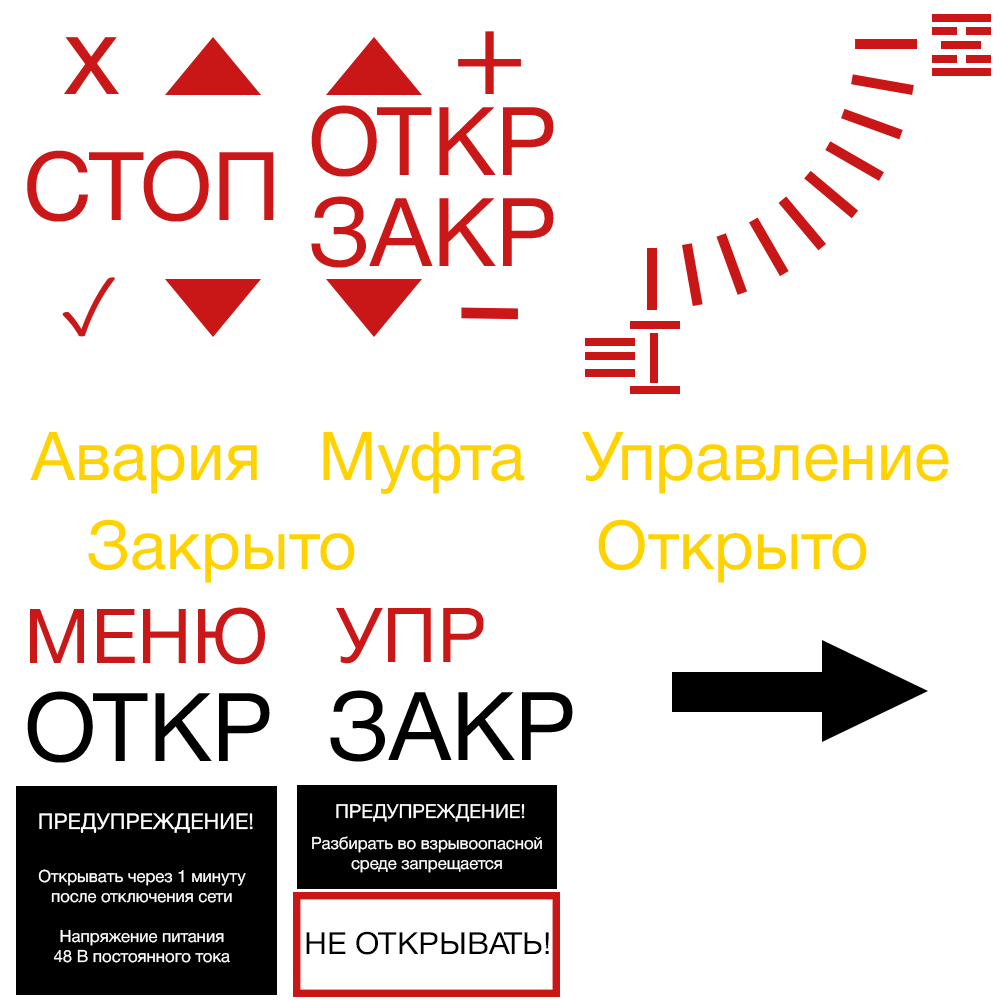 X
+
СТОП
ОТКР
ЗАКР
✓
−
Авария
Муфта
Управление
Закрыто
Открыто
МЕНЮ
УПР
ОТКР
ЗАКР
ПРЕДУПРЕЖДЕНИЕ!
Открывать через 1 минуту
после отключения сети
Напряжение питания
48 В постоянного тока
ПРЕДУПРЕЖДЕНИЕ!
Разбирать во взрывоопасной
среде запрещается
НЕ ОТКРЫВАТЬ!